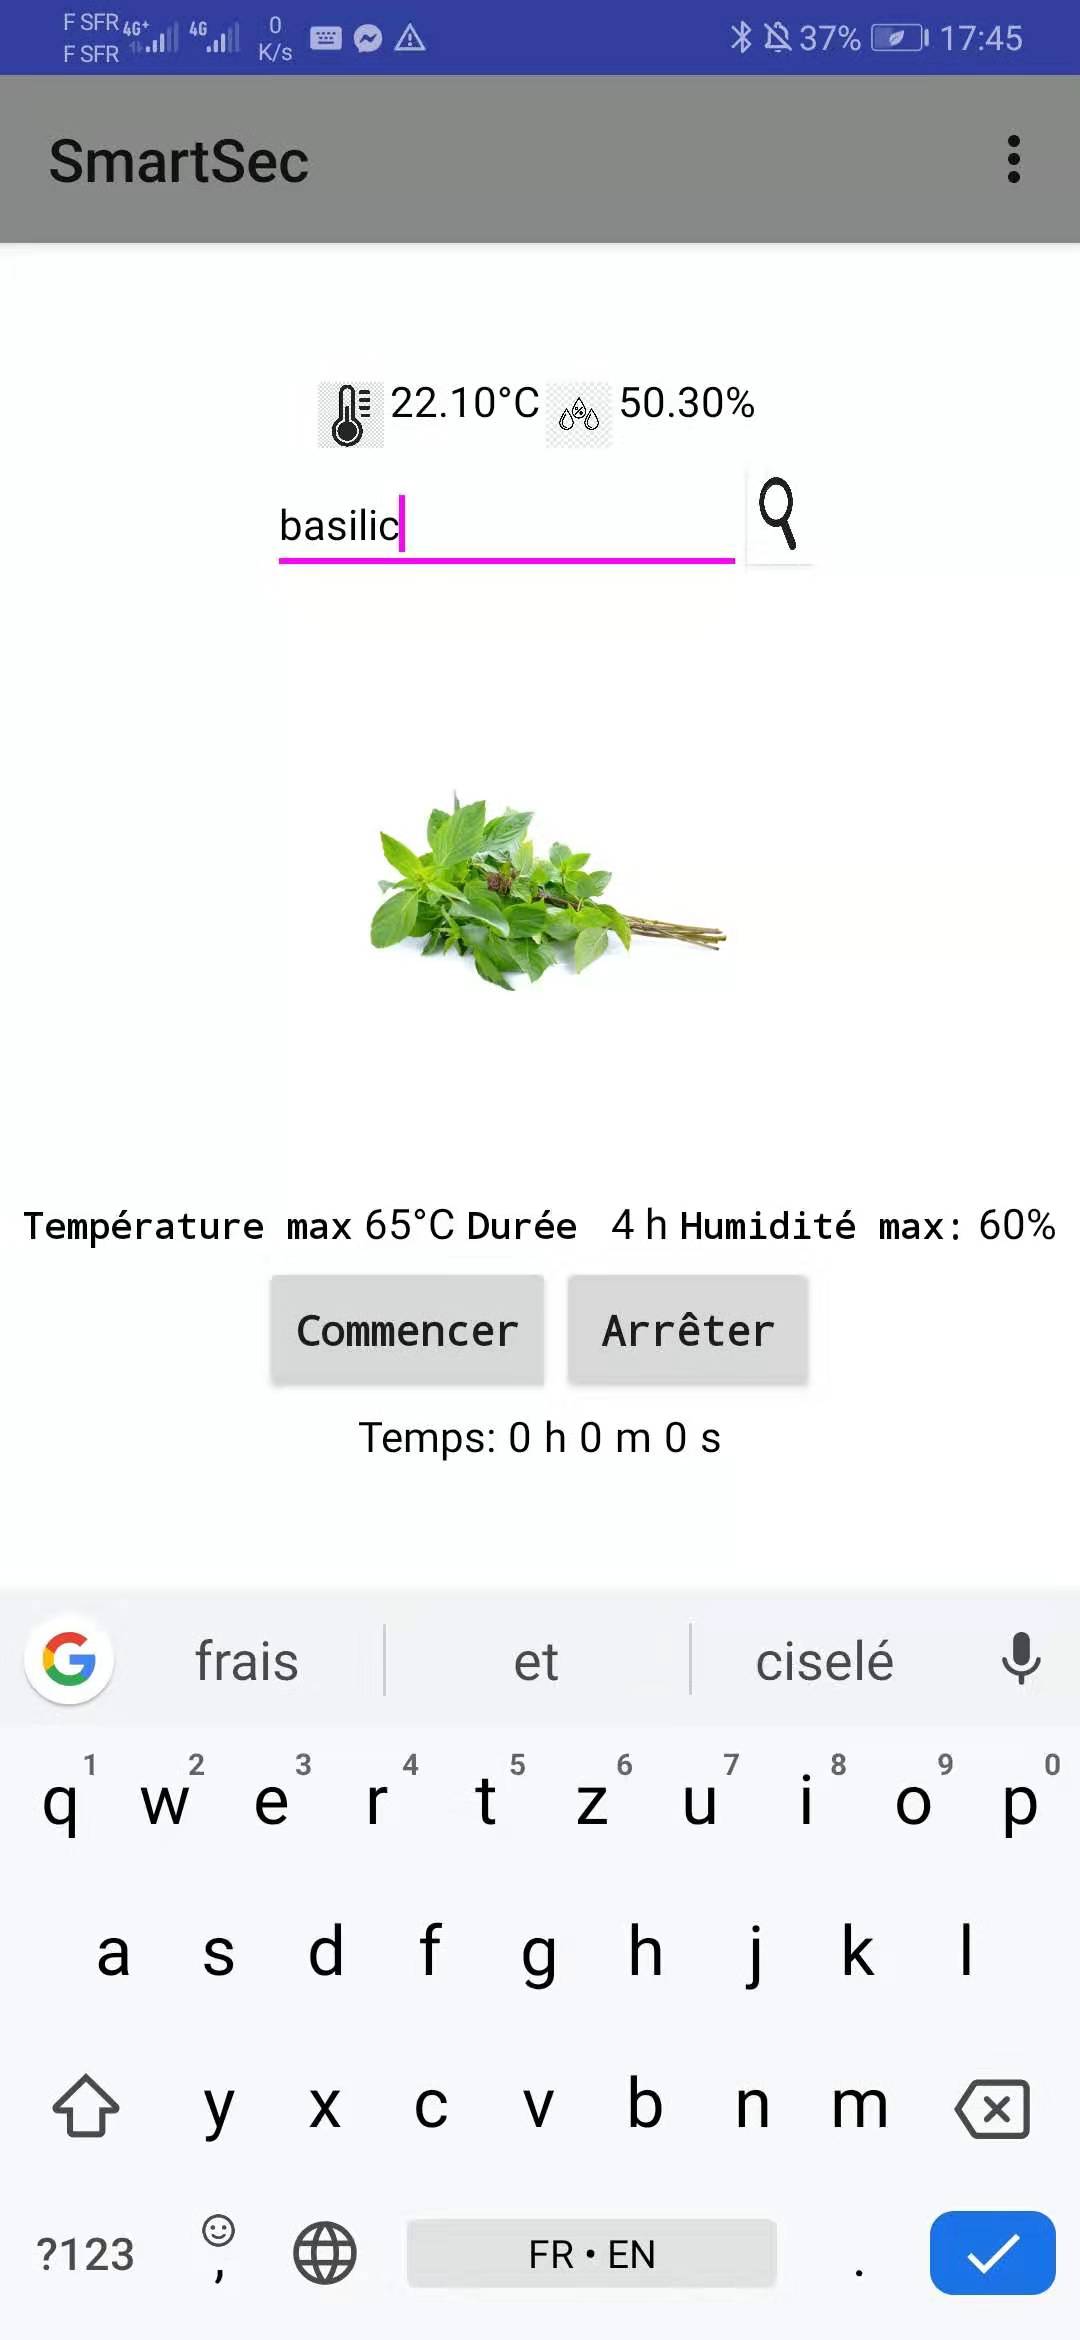 F SFR 4G+ 4G 0 37% 17:45
F SFR K/s
SmartSec
22.10°C 50.30%
basilic
Température max 65°C Durée 4 h Humidité max: 60%
Commencer Arrêter
Temps: 0 h 0 m 0 s
frais et ciselé
1 2 3 4 5 6 7 8 9 0
q w e r t z u i o p
a s d f g h j k l
y x c v b n m
?123 , FR • EN .